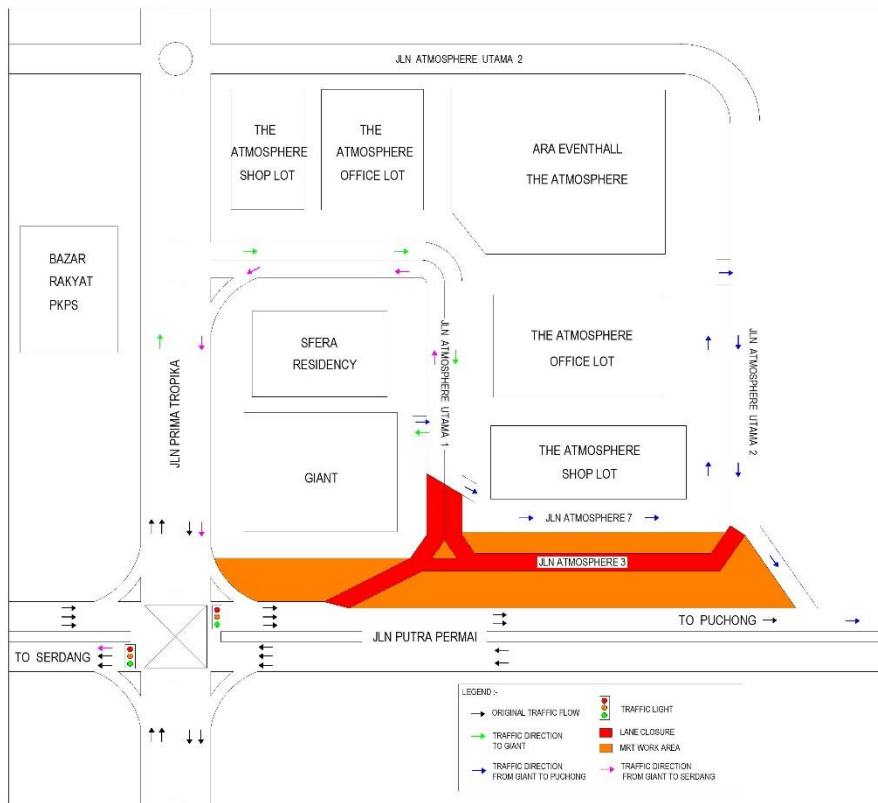 JLN ATMOSPHERE UTAMA 2
THE
ATMOSPHERE
SHOP LOT
THE
ATMOSPHERE
OFFICE LOT
ARA EVENTHALL
THE ATMOSPHERE
BAZAR
RAKYAT
PKPS
SFERA
RESIDENCY
THE ATMOSPHERE
OFFICE LOT
JLN ATMOSPHERE UTAMA 1
JLN ATMOSPHERE UTAMA 2
JLN PRIMA TROPIKA
GIANT
THE ATMOSPHERE
SHOP LOT
JLN ATMOSPHERE 7
JLN ATMOSPHERE 3
TO PUCHONG
JLN PUTRA PERMAI
TO SERDANG
LEGEND :-
ORIGINAL TRAFFIC FLOW
TRAFFIC LIGHT
TRAFFIC DIRECTION
TO GIANT
LANE CLOSURE
MRT WORK AREA
TRAFFIC DIRECTION
FROM GIANT TO PUCHONG
TRAFFIC DIRECTION
FROM GIANT TO SERDANG